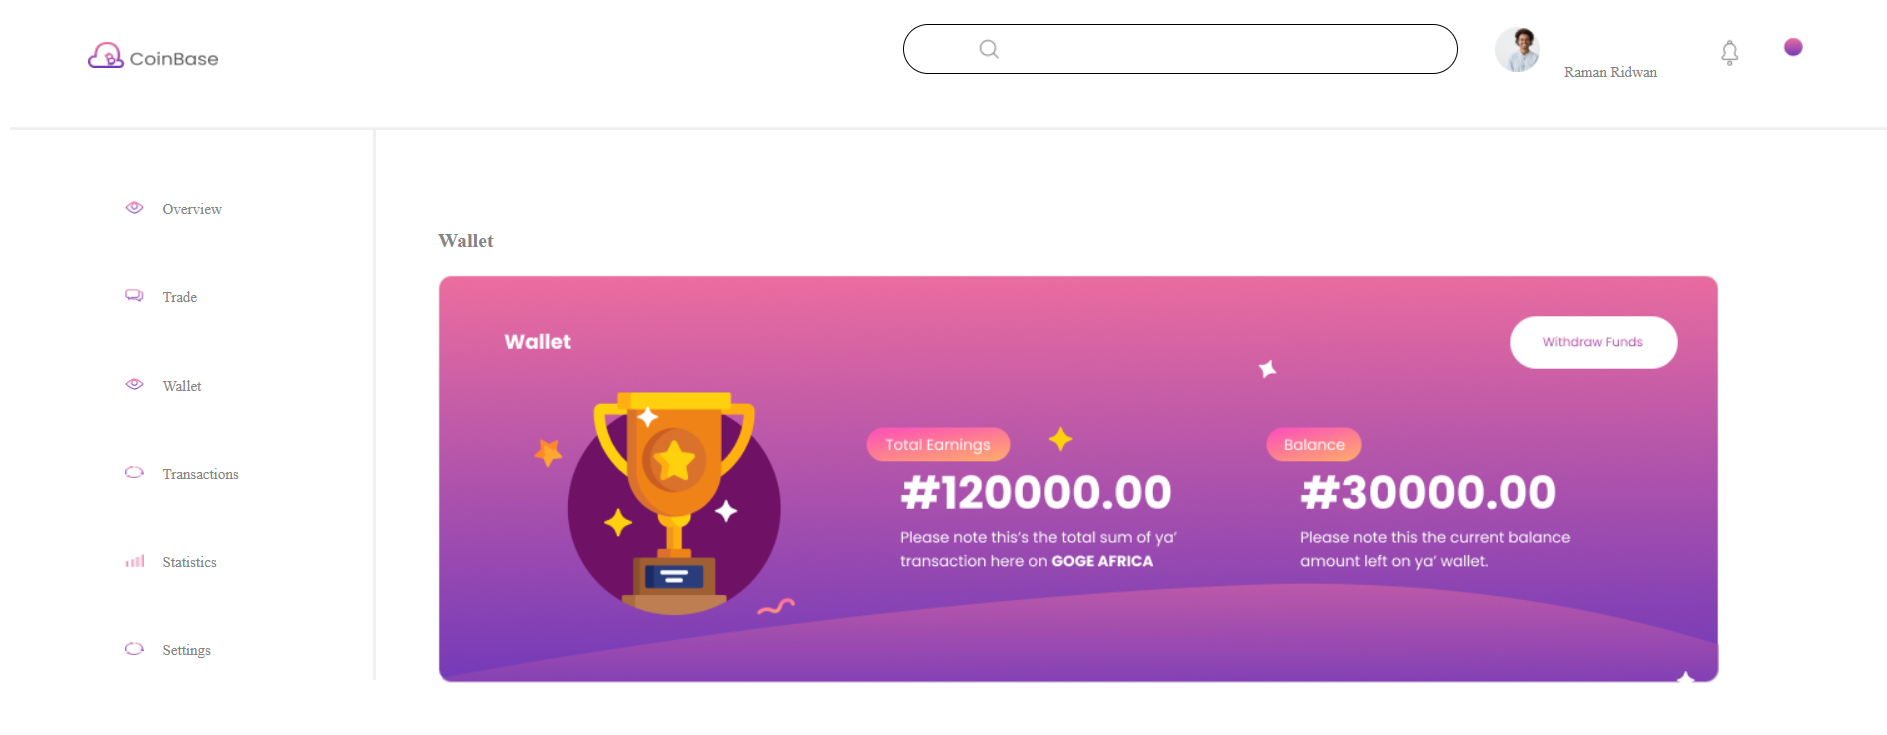 CoinBase
Raman Ridwan
Overview
Trade
Wallet
Transactions
Statistics
Settings
Wallet
Wallet
Withdraw Funds
Total Earnings
#120000.00
Please note this's the total sum of ya'
transaction here on GOGE AFRICA
Balance
#30000.00
Please note this the current balance
amount left on ya' wallet.